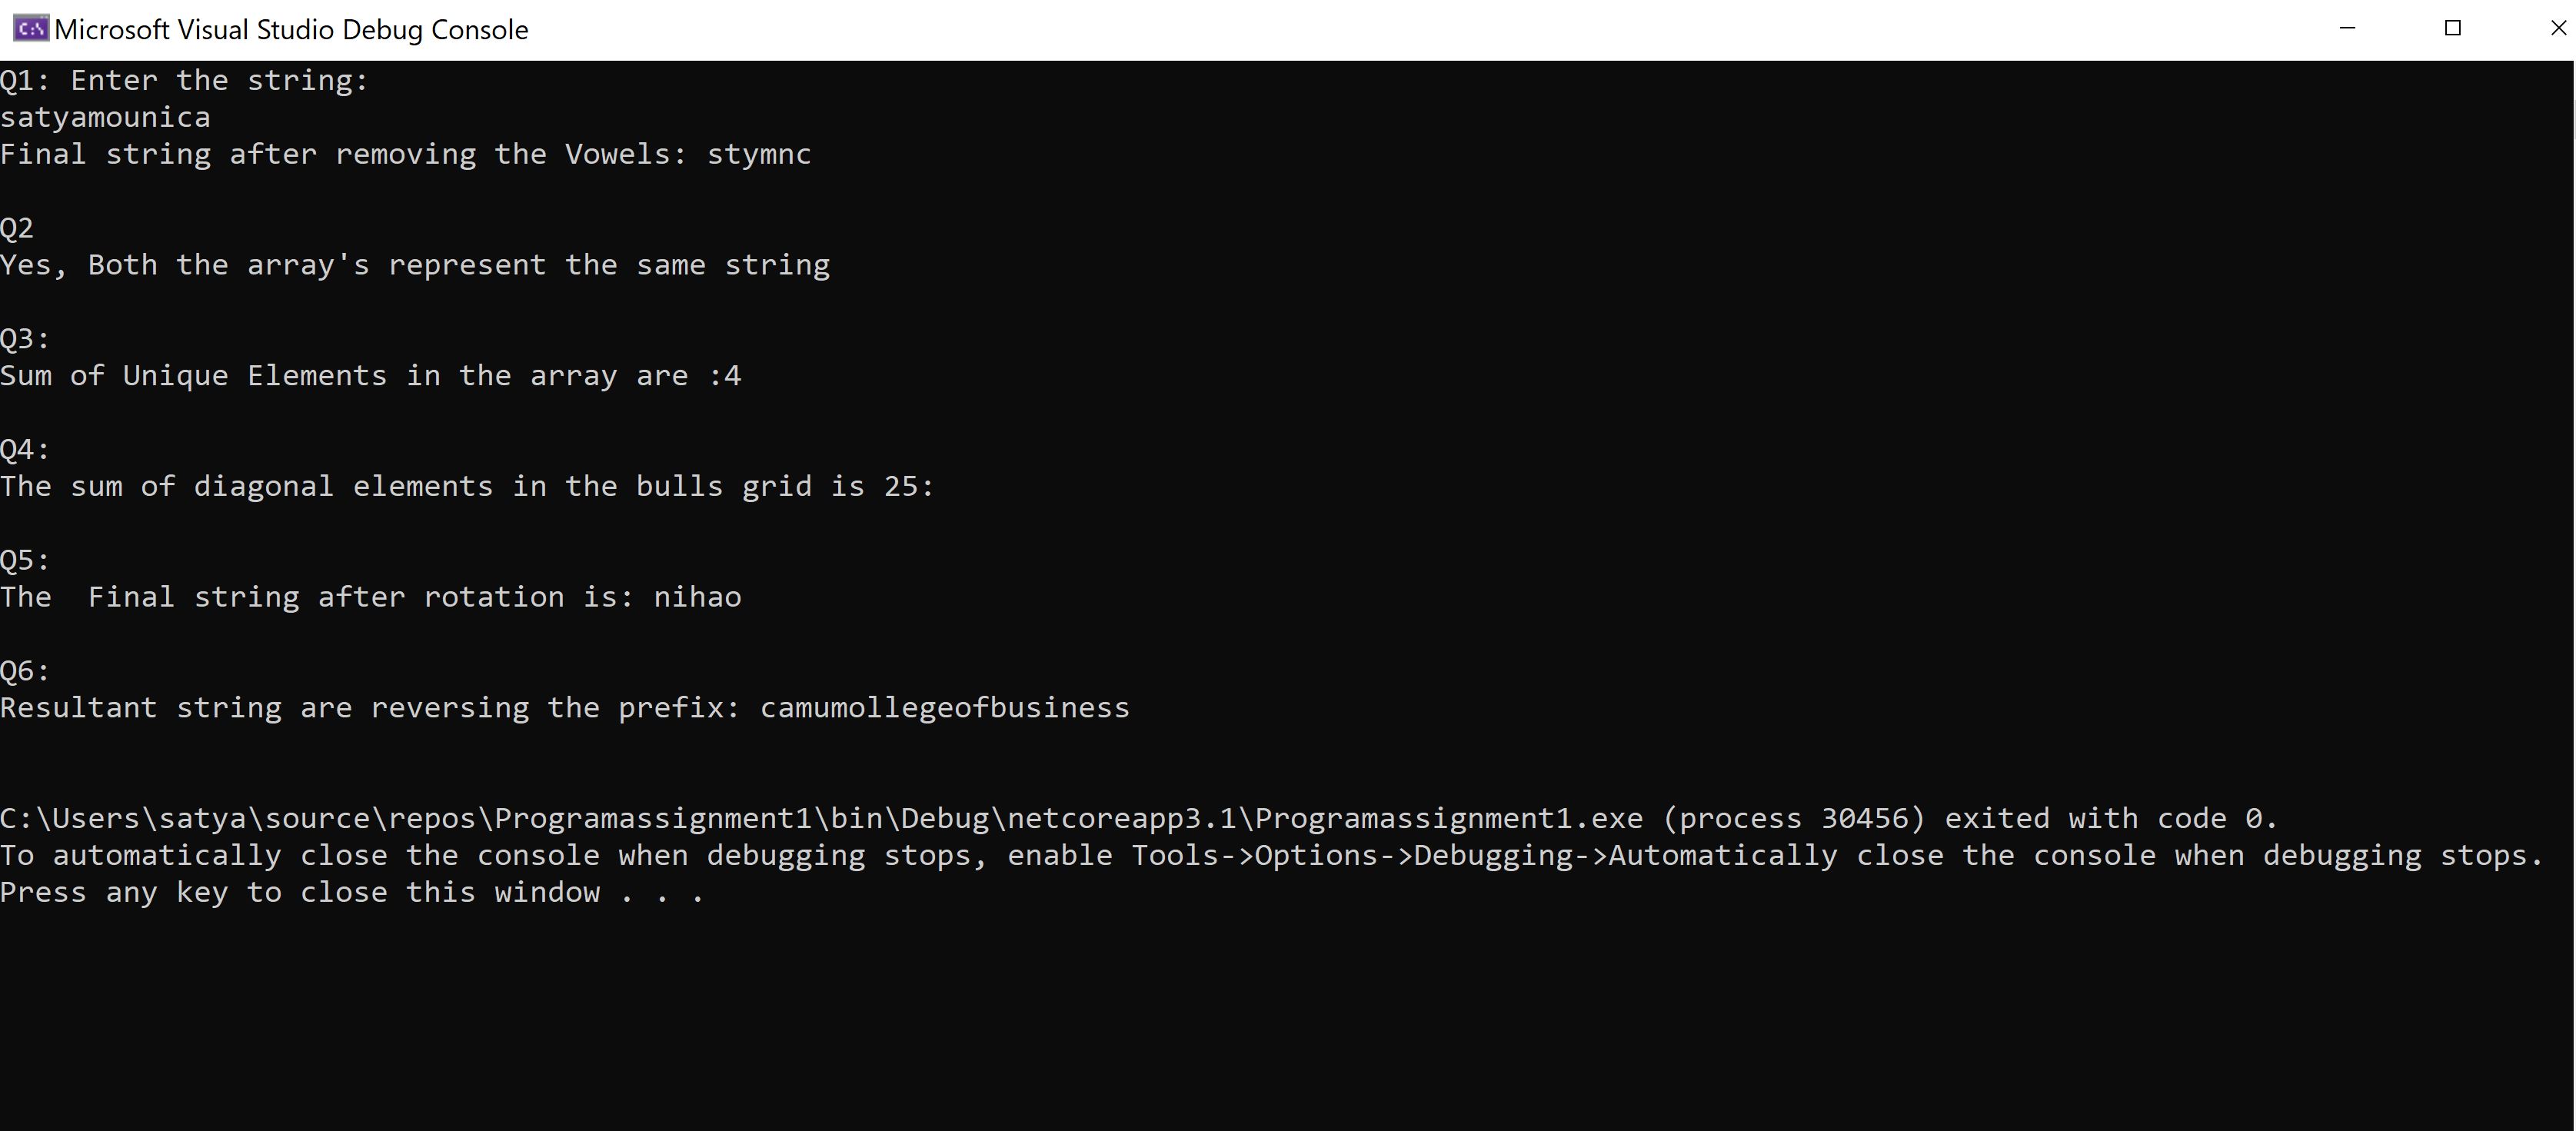 Microsoft Visual Studio Debug Console
Q1: Enter the string:
satyamounica
Final string after removing the Vowels: stymnc
Q2
Yes, Both the array's represent the same string
Q3:
Sum of Unique Elements in the array are :4
Q4:
The sum of diagonal elements in the bulls grid is 25:
Q5:
The  Final string after rotation is: nihao
Q6:
Resultant string are reversing the prefix: camumollegeofbusiness
C:\Users\satya\source\repos\Programassignment1\bin\Debug\netcoreapp3.1\Programassignment1.exe (process 30456) exited with code 0.
To automatically close the console when debugging stops, enable Tools->Options->Debugging->Automatically close the console when debugging stops.
Press any key to close this window . . .